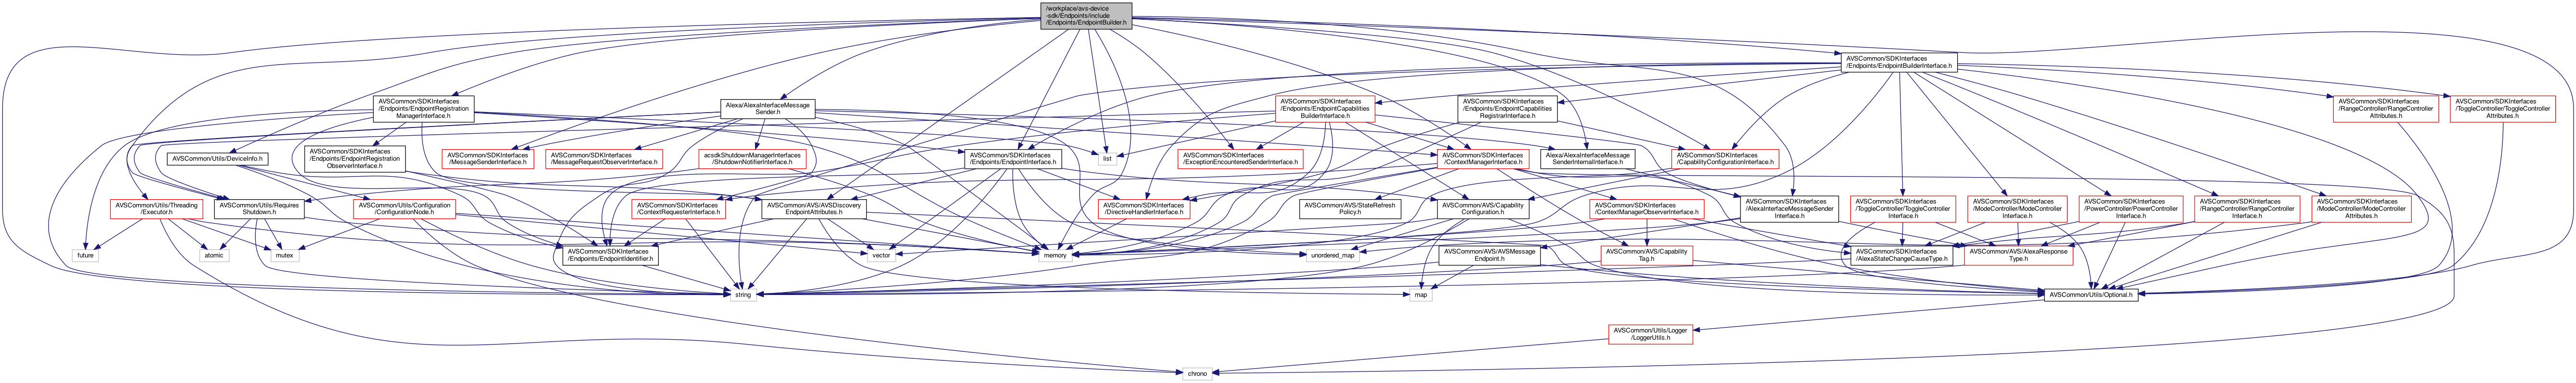 /workplace/avs-device
-sdk/Endpoints/include
/Endpoints/EndpointBuilder.h
AVSCommon/SDKInterfaces
/Endpoints/EndpointBuilderInterface.h
AVSCommon/SDKInterfaces
/Endpoints/EndpointRegistration
ManagerInterface.h
Alexa/AlexaInterfaceMessage
Sender.h
AVSCommon/SDKInterfaces
/Endpoints/EndpointCapabilities
BuilderInterface.h
AVSCommon/SDKInterfaces
/Endpoints/EndpointCapabilities
RegistrarInterface.h
AVSCommon/SDKInterfaces
/RangeController/RangeController
Attributes.h
AVSCommon/SDKInterfaces
/ToggleController/ToggleController
Attributes.h
AVSCommon/Utils/DeviceInfo.h
AVSCommon/SDKInterfaces
/Endpoints/EndpointRegistration
ObserverInterface.h
AVSCommon/SDKInterfaces
/MessageSenderInterface.h
AVSCommon/SDKInterfaces
/MessageRequestObserverInterface.h
acsdkShutdownManagerInterfaces
/ShutdownNotifierInterface.h
AVSCommon/SDKInterfaces
/Endpoints/Endpoint.h
AVSCommon/SDKInterfaces
/ExceptionEncounteredSenderInterface.h
list
AVSCommon/SDKInterfaces
/ContextManagerInterface.h
Alexa/AlexaInterfaceMessage
SenderInternalInterface.h
AVSCommon/SDKInterfaces
/CapabilityConfigurationInterface.h
AVSCommon/Utils/Threading
/Executor.h
AVSCommon/Utils/Requires
Shutdown.h
AVSCommon/Utils/Configuration
/ConfigurationNode.h
AVSCommon/SDKInterfaces
/ContextRequesterInterface.h
AVSCommon/AVS/AVSDiscovery
EndpointAttributes.h
AVSCommon/SDKInterfaces
/DirectiveHandlerInterface.h
AVSCommon/AVS/StateRefresh
Policy.h
AVSCommon/AVS/Capability
Configuration.h
AVSCommon/SDKInterfaces
/ContextManagerObserverInterface.h
AVSCommon/SDKInterfaces
/AlexaInterfaceMessageSender
Interface.h
AVSCommon/SDKInterfaces
/ToggleController/ToggleController
Interface.h
AVSCommon/SDKInterfaces
/ModeController/ModeController
Interface.h
AVSCommon/SDKInterfaces
/PowerController/PowerController
Interface.h
AVSCommon/SDKInterfaces
/RangeController/RangeController
Interface.h
AVSCommon/SDKInterfaces
/ModeController/ModeController
Attributes.h
future
atomic
mutex
AVSCommon/SDKInterfaces
/Endpoints/EndpointIdentifier.h
vector
memory
unordered_map
AVSCommon/AVS/AVSMessage
Endpoint.h
AVSCommon/AVS/Capability
Tag.h
AVSCommon/SDKInterfaces
/AlexaStateChangeCauseType.h
AVSCommon/AVS/AlexaResponse
Type.h
string
map
AVSCommon/Utils/Optional.h
AVSCommon/Utils/Logger
/LoggerUtils.h
chrono